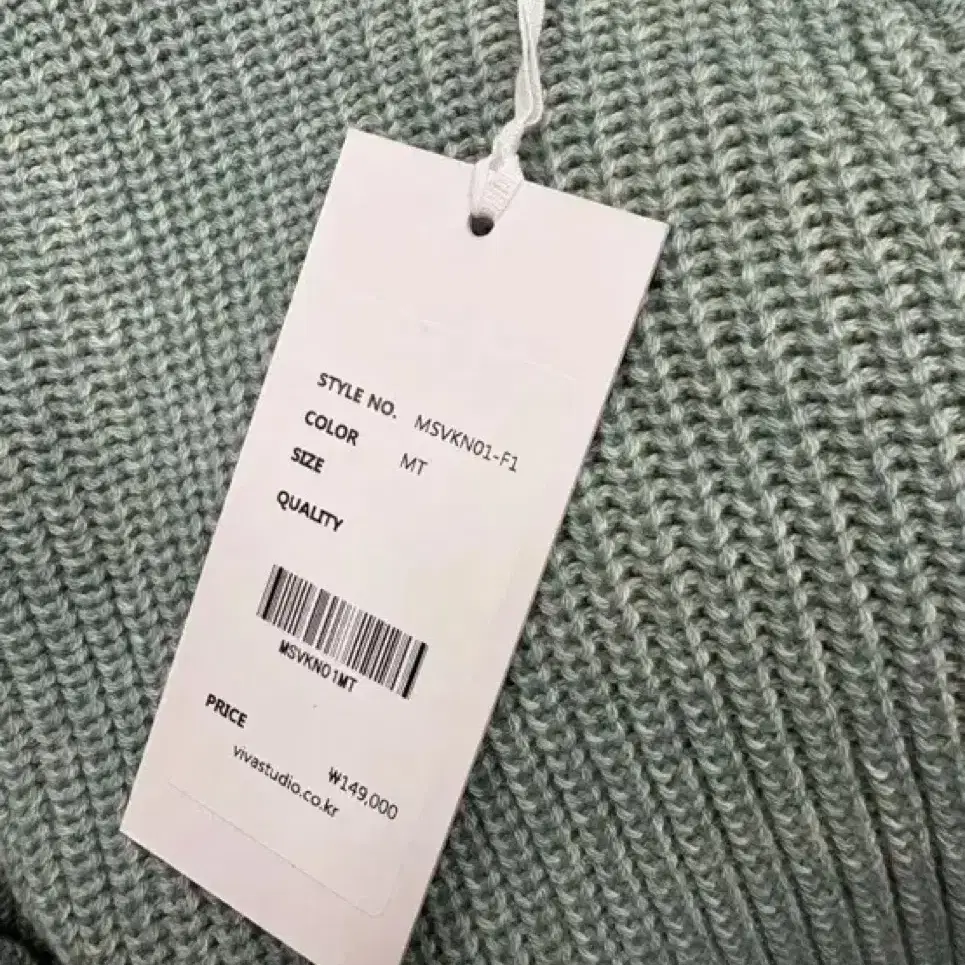 STYLE NO. MSVKN01-F1
COLOR MT
SIZE
QUALITY
MSVKN01MT
PRICE ₩149,000
vivastudio.co.kr